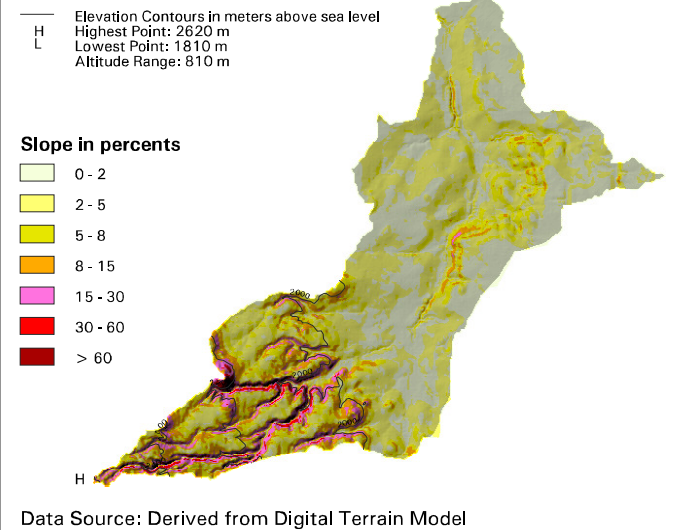 Elevation Contours in meters above sea level
H Highest Point: 2620 m
L Lowest Point: 1810 m
Altitude Range: 810 m
Slope in percents
0 - 2
2 - 5
5 - 8
8 - 15
15 - 30
30 - 60
> 60
2000
2000
2000
H
Data Source: Derived from Digital Terrain Model